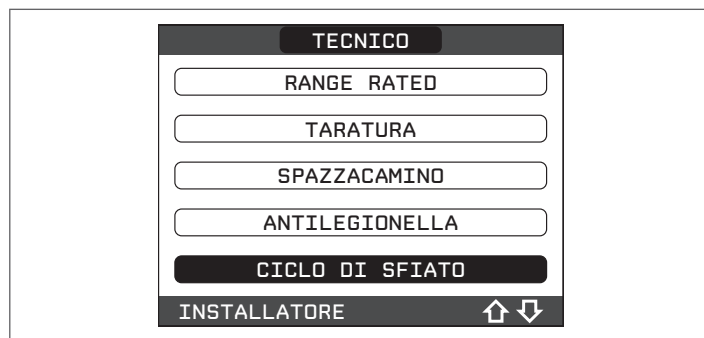 TECNICO
RANGE RATED
TARATURA
SPAZZACAMINO
ANTILEGIONELLA
CICLO DI SFIATO
INSTALLATORE